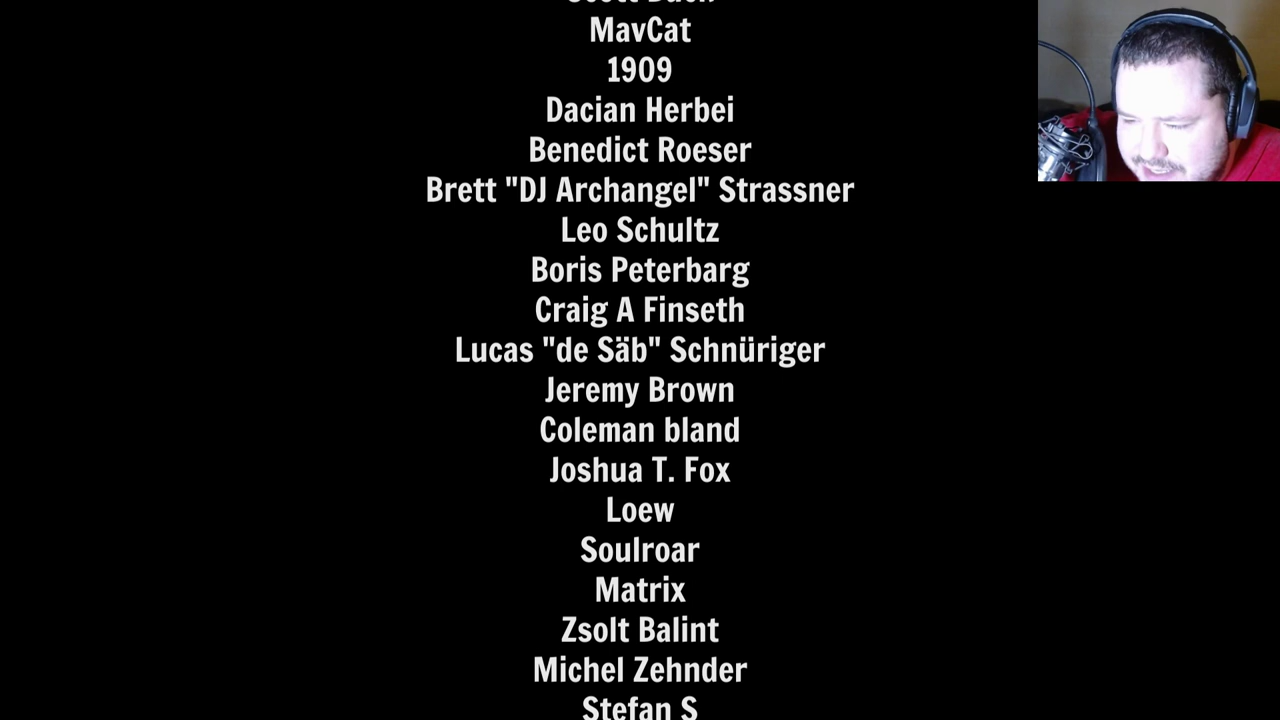 MavCat
1909
Dacian Herbei
Benedict Roeser
Brett "DJ Archangel" Strassner
Leo Schultz
Boris Peterbarg
Craig A Finseth
Lucas "de Säb" Schnüriger
Jeremy Brown
Coleman bland
Joshua T. Fox
Loew
Soulroar
Matrix
Zsolt Balint
Michel Zehnder
Stefan S